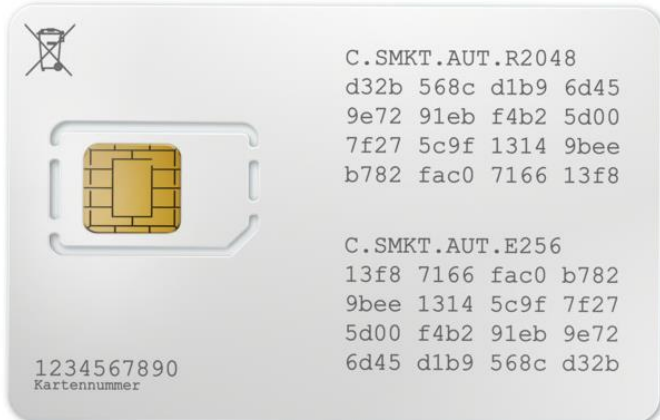 C.SMKT.AUT.R2048
d32b 568c d1b9 6d45
9e72 91eb f4b2 5d00
7f27 5c9f 1314 9bee
b782 fac0 7166 13f8
C.SMKT.AUT.E256
13f8 7166 fac0 b782
9bee 1314 5c9f 7f27
5d00 f4b2 91eb 9e72
6d45 d1b9 568c d32b
1234567890
Kartennummer